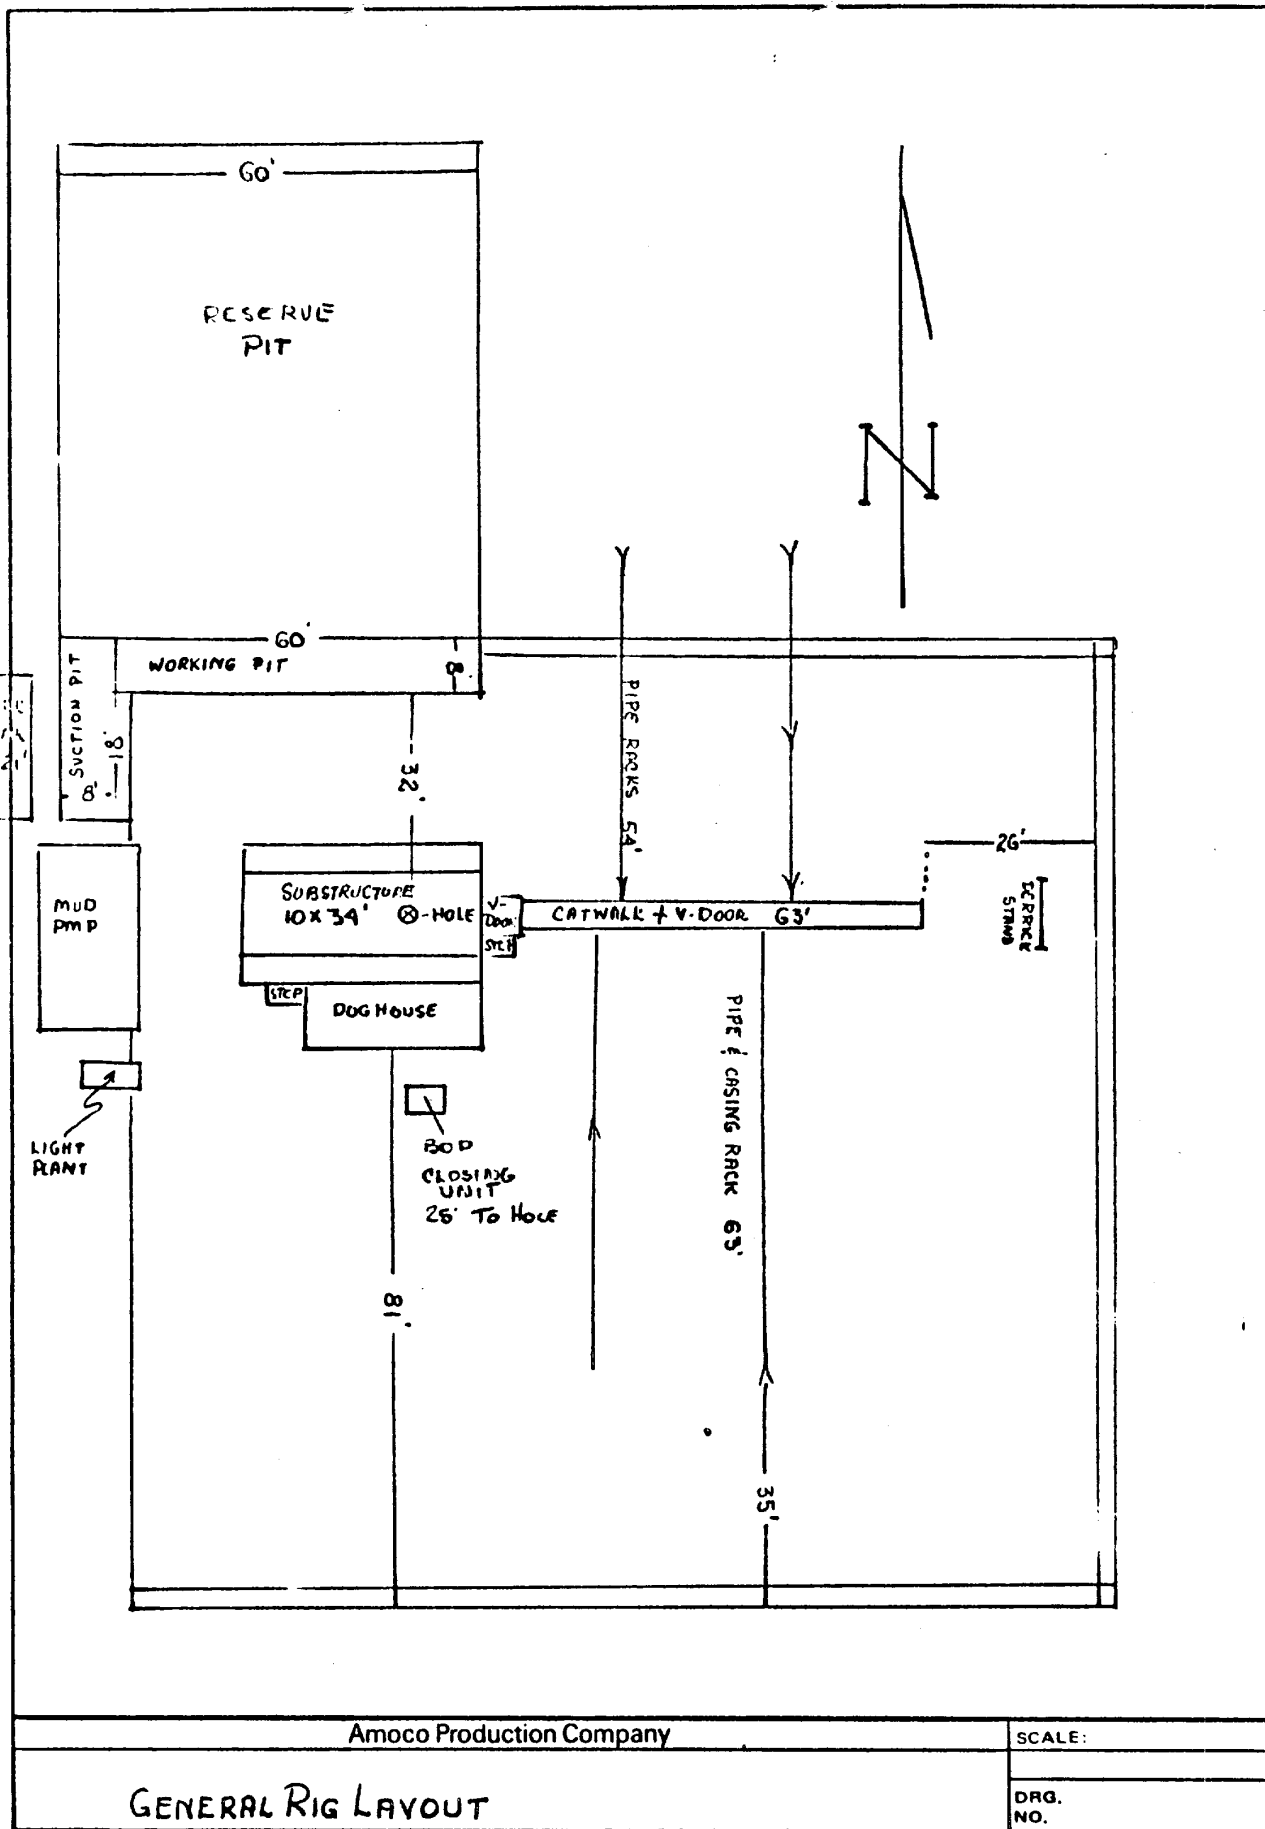 60'
RESERVE
PIT
N
60'
WORKING PIT
8'
SUCTION PIT
18'
8'
32'
PIPE RACKS 54'
26'
DERRICK
STAND
MUD
PMP
SUBSTRUCTURE
10 X 34'
-HOLE
V-
DOOR
STEP
CATWALK + V-DOOR 63'
STEP
DOGHOUSE
LIGHT
PLANT
BOP
CLOSING
UNIT
25' TO HOLE
PIPE & CASING RACK 63'
81'
35'
Amoco Production Company
SCALE:
GENERAL RIG LAYOUT
DRG.
NO.